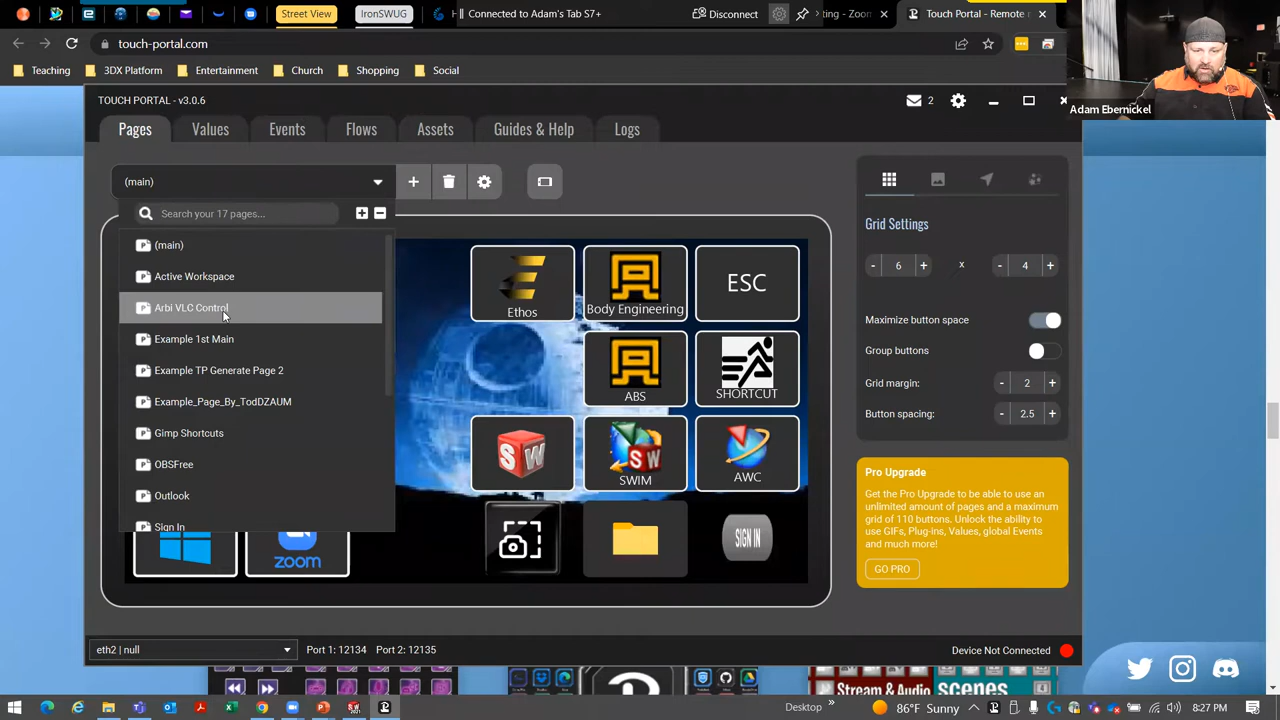 Street View
IronSWUG
Connected to Adam's Tab S7+
Disconnect
ting - Zoom
Touch Portal - Remote
touch-portal.com
Teaching
3DX Platform
Entertainment
Church
Shopping
Social
Adam Ebernickel
TOUCH PORTAL - v3.0.6
2
Pages
Values
Events
Flows
Assets
Guides & Help
Logs
(main)
Search your 17 pages...
(main)
Active Workspace
Arbi VLC Control
Example 1st Main
Example TP Generate Page 2
Example_Page_By_TodDZAUM
Gimp Shortcuts
OBSFree
Outlook
Sign In
Ethos
Body Engineering
ESC
ABS
SHORTCUT
SWIM
AWC
zoom
SIGN IN
Grid Settings
- 6 + x - 4 +
Maximize button space
Group buttons
Grid margin: - 2 +
Button spacing: - 2.5 +
Pro Upgrade
Get the Pro Upgrade to be able to use an
unlimited amount of pages and a maximum
grid of 110 buttons. Unlock the ability to
use GIFs, Plug-ins, Values, global Events
and much more!
GO PRO
eth2 | null
Port 1: 12134 Port 2: 12135
Device Not Connected
Stream & Audio
scenes
Desktop
86°F Sunny
8:27 PM